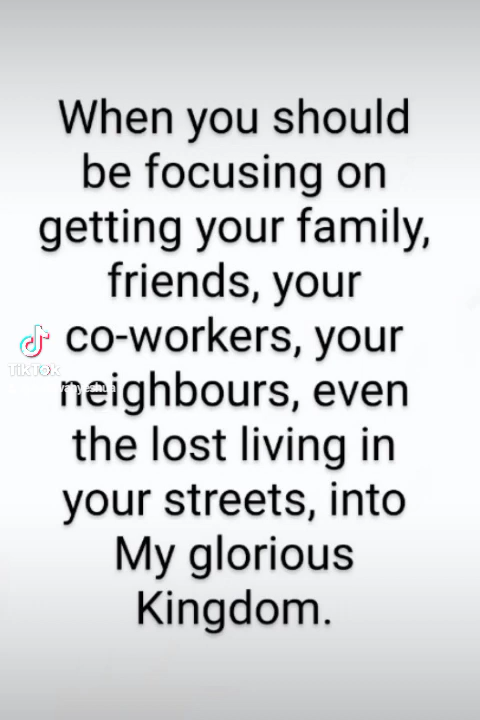 When you should
be focusing on
getting your family,
friends, your
co-workers, your
neighbours, even
the lost living in
your streets, into
My glorious
Kingdom.
TikTok